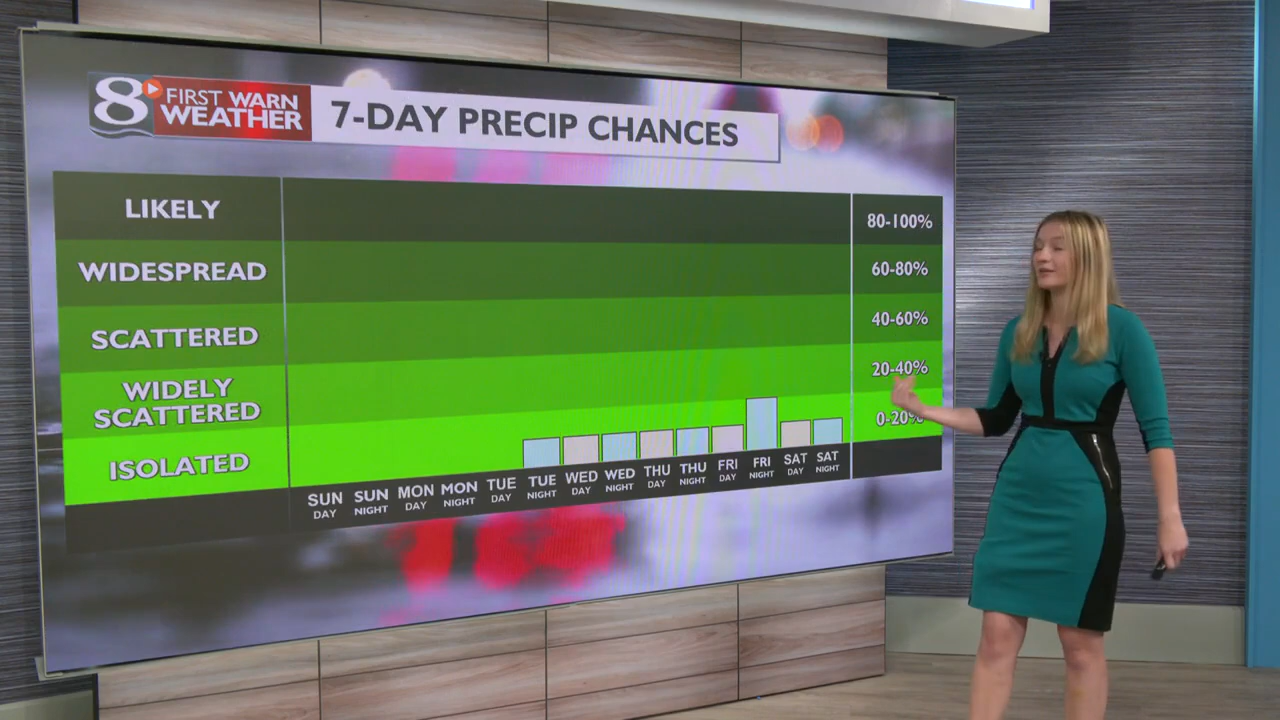 8 FIRST WARN
WEATHER
7-DAY PRECIP CHANCES
LIKELY
80-100%
WIDESPREAD
60-80%
SCATTERED
40-60%
WIDELY
SCATTERED
20-40%
ISOLATED
0-20%
SUN SUN MON MON TUE TUE WED WED THU THU FRI FRI SAT SAT
DAY NIGHT DAY NIGHT DAY NIGHT DAY NIGHT DAY NIGHT DAY NIGHT DAY NIGHT